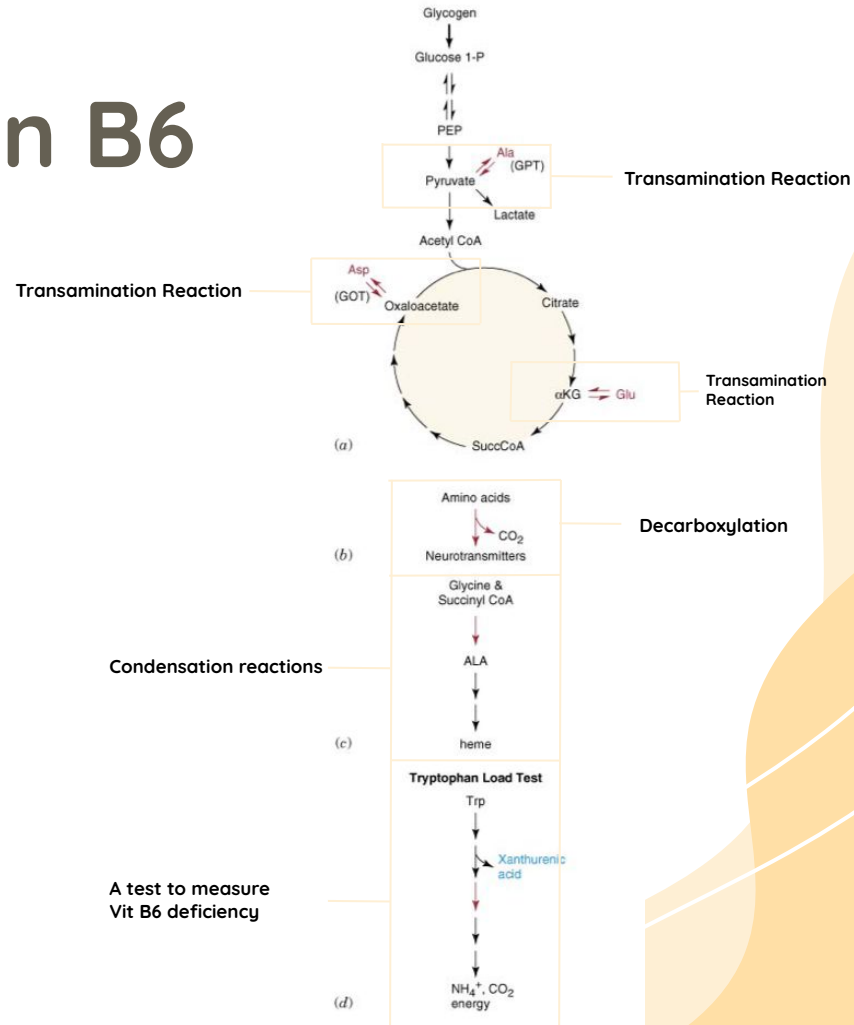 n B6
Glycogen
Glucose 1-P
PEP
Ala
(GPT)
Pyruvate
Transamination Reaction
Lactate
Acetyl CoA
Asp
Transamination Reaction
(GOT)
Oxaloacetate
Citrate
αKG
Glu
Transamination
Reaction
SuccCoA
(a)
Amino acids
CO2
Decarboxylation
Neurotransmitters
(b)
Glycine &
Succinyl CoA
Condensation reactions
ALA
heme
(c)
Tryptophan Load Test
Trp
Xanthurenic
acid
A test to measure
Vit B6 deficiency
NH4+, CO2
energy
(d)